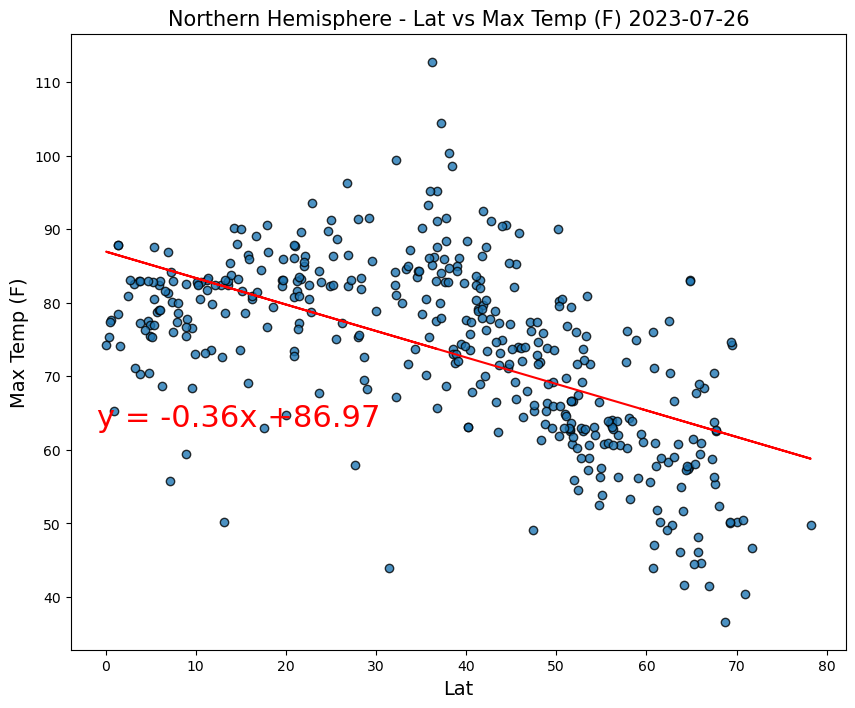 Northern Hemisphere - Lat vs Max Temp (F) 2023-07-26
Max Temp (F)
110
100
90
80
70
60
50
40
y = -0.36x +86.97
0 10 20 30 40 50 60 70 80
Lat